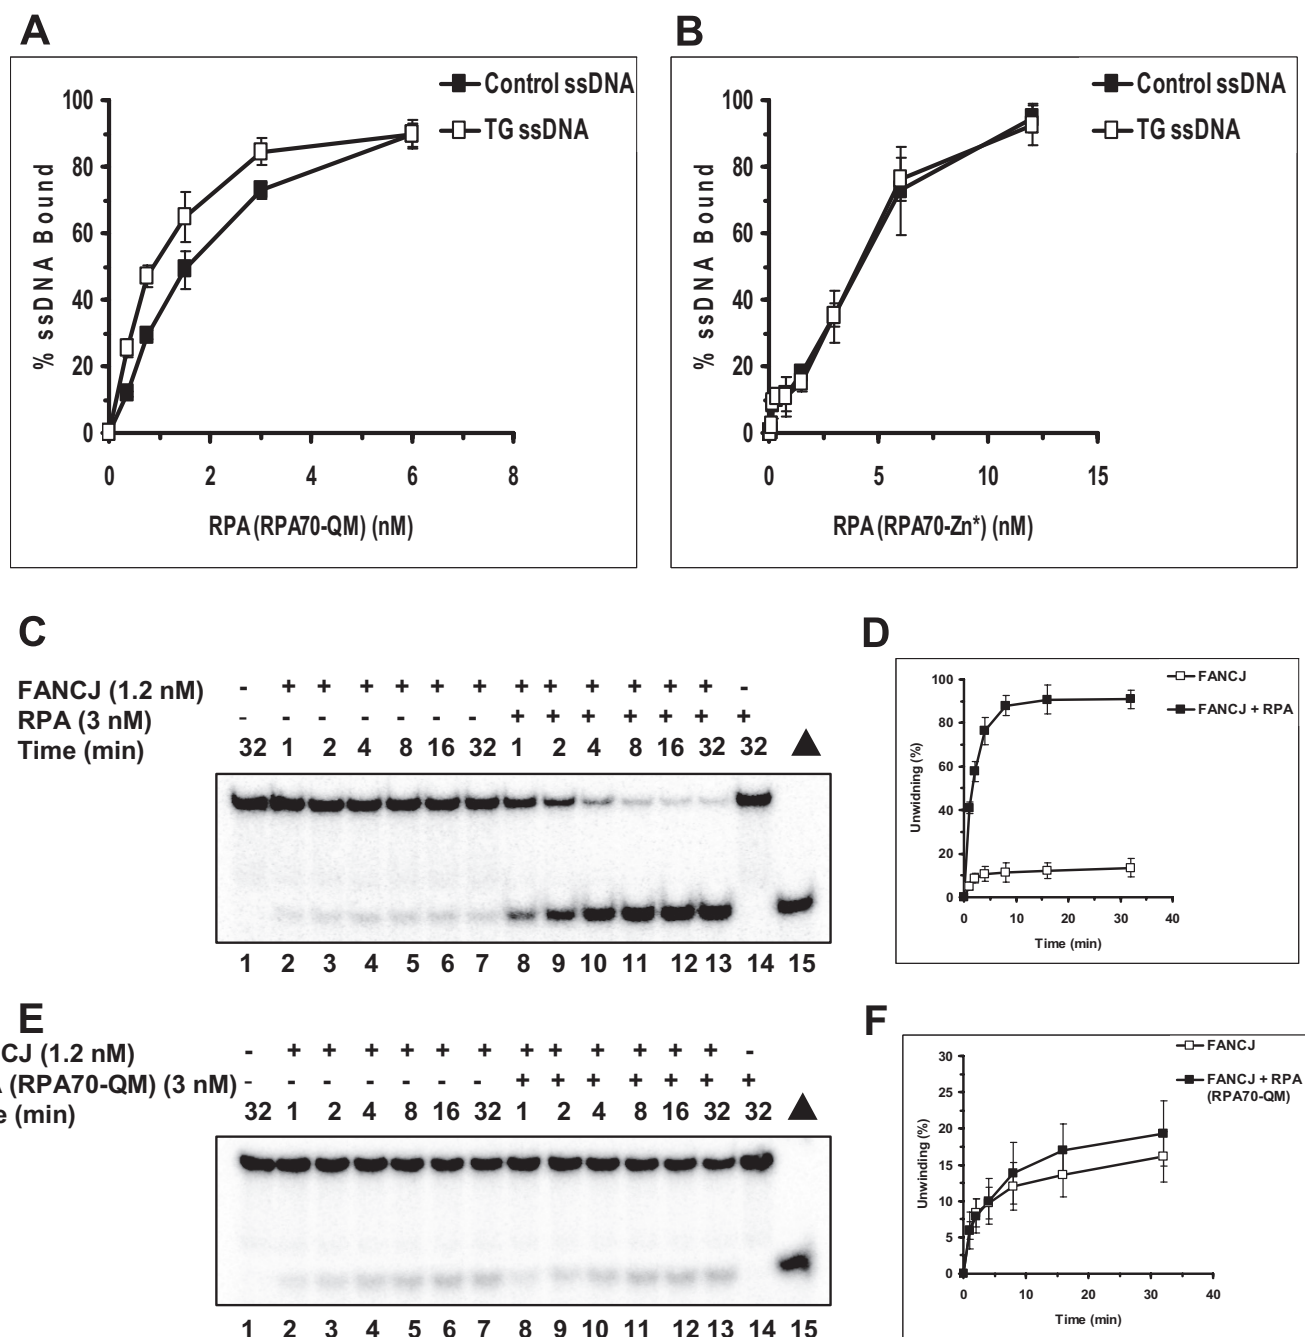 A
B
Control ssDNA
TG ssDNA
100
80
60
40
20
0
% ssDNA Bound
0 2 4 6 8
RPA (RPA70-QM) (nM)
Control ssDNA
TG ssDNA
100
80
60
40
20
0
% ssDNA Bound
0 5 10 15
RPA (RPA70-Zn*) (nM)
C
FANCJ (1.2 nM) - + + + + + + + + + + + + -
RPA (3 nM) - - - - - - - + + + + + + +
Time (min) 32 1 2 4 8 16 32 1 2 4 8 16 32 32
1 2 3 4 5 6 7 8 9 10 11 12 13 14 15
D
FANCJ
FANCJ + RPA
100
80
60
40
20
0
Unwidning (%)
0 10 20 30 40
Time (min)
E
CJ (1.2 nM) - + + + + + + + + + + + + -
(RPA70-QM) (3 nM) - - - - - - - + + + + + + +
e (min) 32 1 2 4 8 16 32 1 2 4 8 16 32 32
1 2 3 4 5 6 7 8 9 10 11 12 13 14 15
F
FANCJ
FANCJ + RPA
(RPA70-QM)
30
25
20
15
10
5
0
Unwinding (%)
0 10 20 30 40
Time (min)